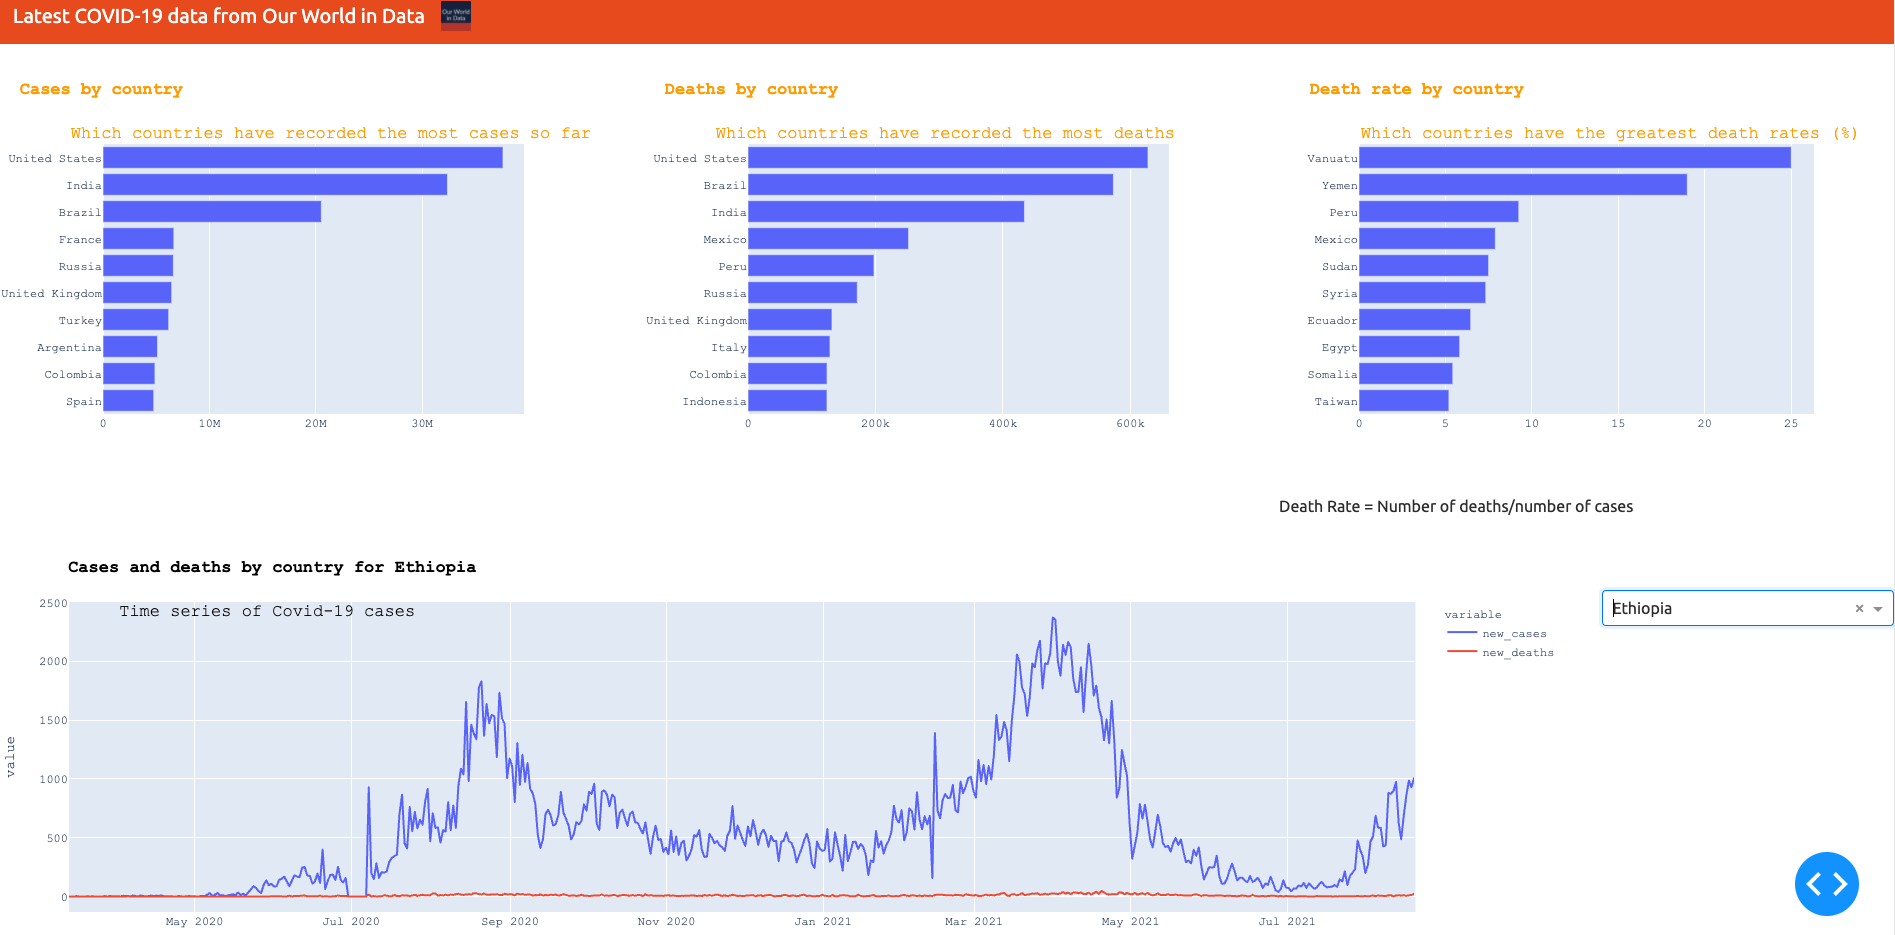 Latest COVID-19 data from Our World in Data
Our World
in Data
Cases by country
Which countries have recorded the most cases so far
United States
India
Brazil
France
Russia
United Kingdom
Turkey
Argentina
Colombia
Spain
0 10M 20M 30M
Deaths by country
Which countries have recorded the most deaths
United States
Brazil
India
Mexico
Peru
Russia
United Kingdom
Italy
Colombia
Indonesia
0 200k 400k 600k
Death rate by country
Which countries have the greatest death rates (%)
Vanuatu
Yemen
Peru
Mexico
Sudan
Syria
Ecuador
Egypt
Somalia
Taiwan
0 5 10 15 20 25
Death Rate = Number of deaths/number of cases
Cases and deaths by country for Ethiopia
Time series of Covid-19 cases
2500
2000
1500
1000
500
0
value
May 2020 Jul 2020 Sep 2020 Nov 2020 Jan 2021 Mar 2021 May 2021 Jul 2021
variable
new_cases
new_deaths
Ethiopia